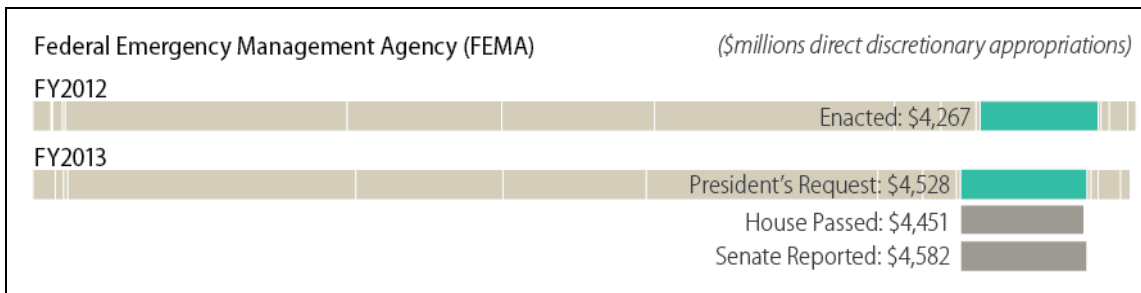 Federal Emergency Management Agency (FEMA) ($millions direct discretionary appropriations)
FY2012
Enacted: $4,267
FY2013
President’s Request: $4,528
House Passed: $4,451
Senate Reported: $4,582